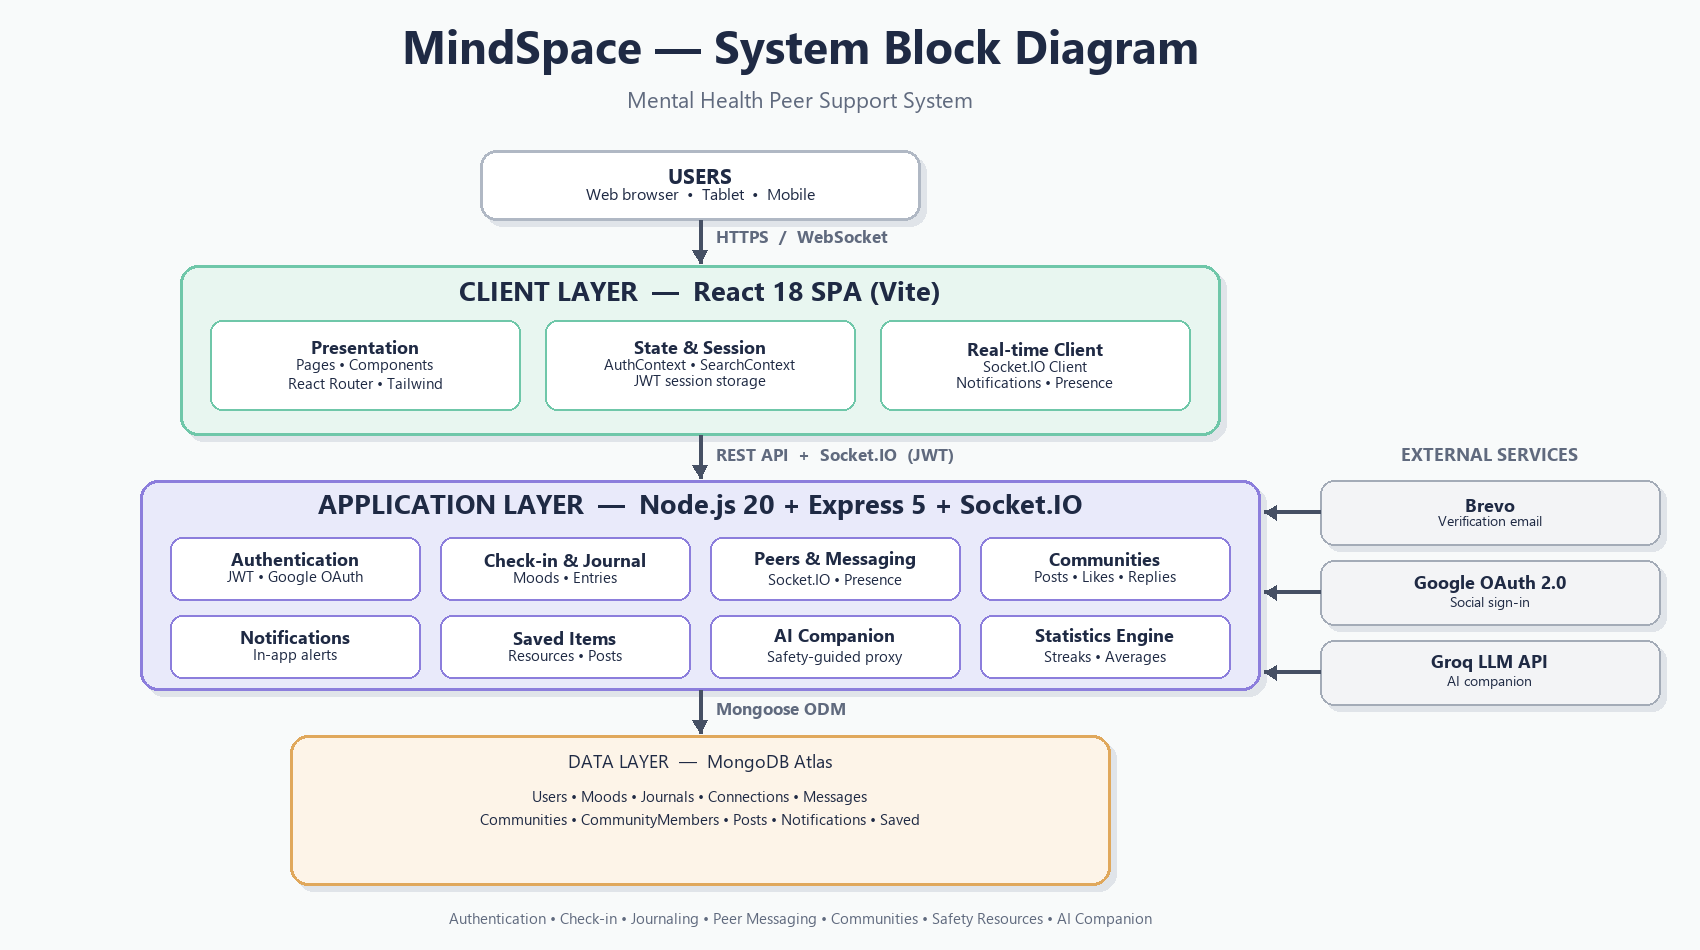 MindSpace — System Block Diagram
Mental Health Peer Support System
USERS
Web browser • Tablet • Mobile
HTTPS / WebSocket
CLIENT LAYER — React 18 SPA (Vite)
Presentation
Pages • Components
React Router • Tailwind
State & Session
AuthContext • SearchContext
JWT session storage
Real-time Client
Socket.IO Client
Notifications • Presence
REST API + Socket.IO (JWT)
APPLICATION LAYER — Node.js 20 + Express 5 + Socket.IO
Authentication
JWT • Google OAuth
Check-in & Journal
Moods • Entries
Peers & Messaging
Socket.IO • Presence
Communities
Posts • Likes • Replies
Notifications
In-app alerts
Saved Items
Resources • Posts
AI Companion
Safety-guided proxy
Statistics Engine
Streaks • Averages
EXTERNAL SERVICES
Brevo
Verification email
Google OAuth 2.0
Social sign-in
Groq LLM API
AI companion
Mongoose ODM
DATA LAYER — MongoDB Atlas
Users • Moods • Journals • Connections • Messages
Communities • CommunityMembers • Posts • Notifications • Saved
Authentication • Check-in • Journaling • Peer Messaging • Communities • Safety Resources • AI Companion